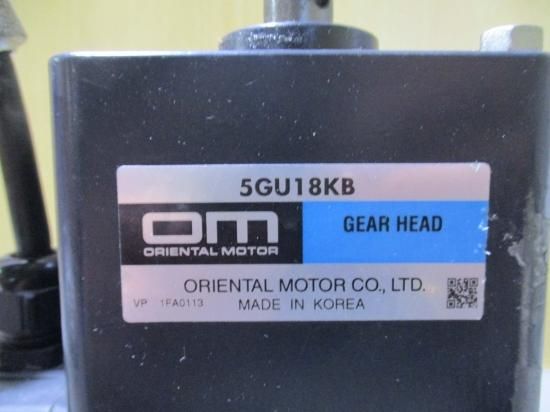 5GU18KB
om
ORIENTAL MOTOR
GEAR HEAD
ORIENTAL MOTOR CO., LTD.
VP 1FA0113 MADE IN KOREA